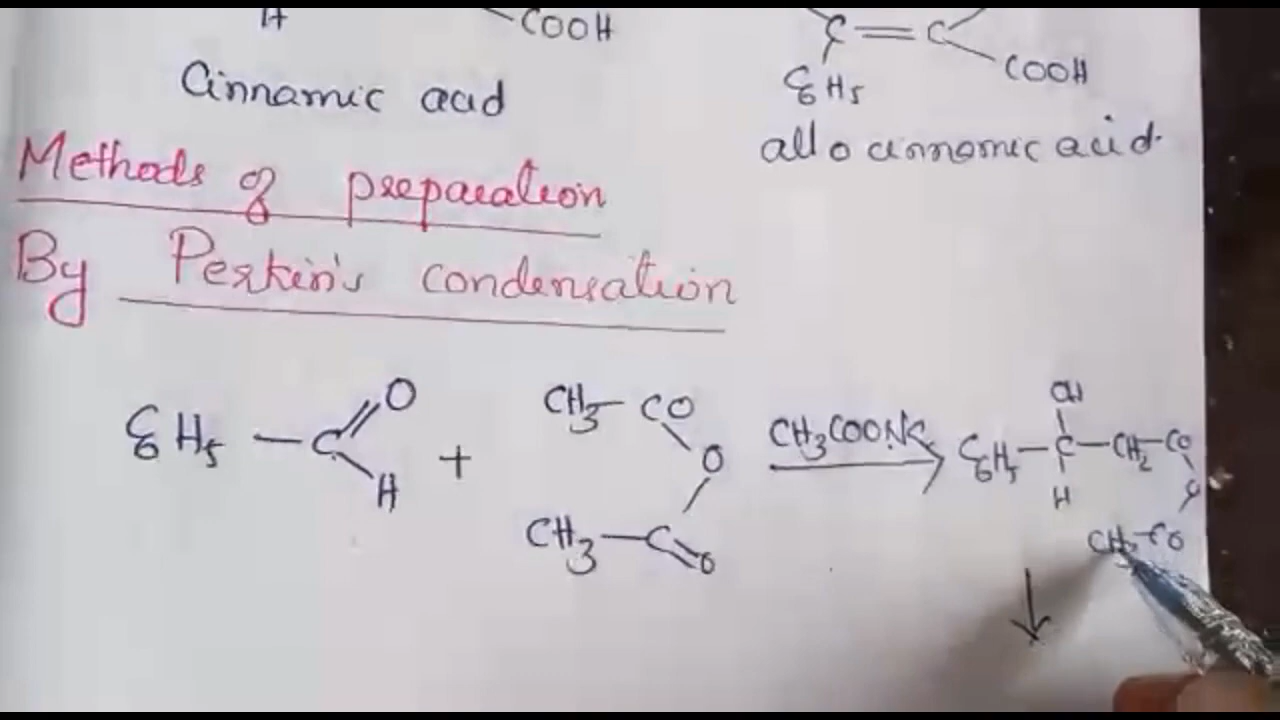 H COOH C=C COOH
C6H5
Cinnamic acid
allo cinnamic acid.
Methods of preparation
By Perkin's condensation
C6H5-C=O H + CH3-CO O CH3-C=O CH3COONa C6H5-C-CH2-CO
OH
H
O
CH3-CO